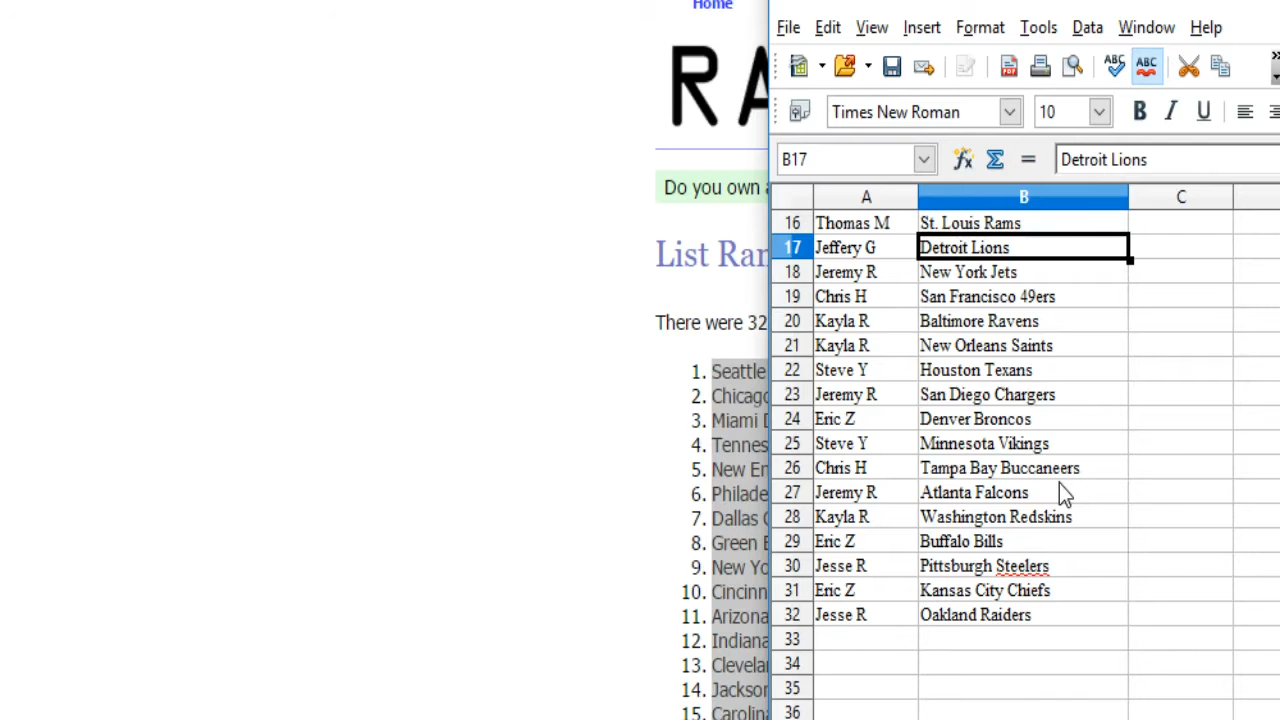 Home
RA
Do you own a
List Ran
There were 32
1. Seattle
2. Chicago
3. Miami D
4. Tennes
5. New En
6. Philade
7. Dallas C
8. Green B
9. New Yo
10. Cincinn
11. Arizona
12. Indiana
13. Clevela
14. Jackson
15. Carolina
File Edit View Insert Format Tools Data Window Help
Times New Roman 10 B I U
B17 Detroit Lions
A B C
16 Thomas M St. Louis Rams
17 Jeffery G Detroit Lions
18 Jeremy R New York Jets
19 Chris H San Francisco 49ers
20 Kayla R Baltimore Ravens
21 Kayla R New Orleans Saints
22 Steve Y Houston Texans
23 Jeremy R San Diego Chargers
24 Eric Z Denver Broncos
25 Steve Y Minnesota Vikings
26 Chris H Tampa Bay Buccaneers
27 Jeremy R Atlanta Falcons
28 Kayla R Washington Redskins
29 Eric Z Buffalo Bills
30 Jesse R Pittsburgh Steelers
31 Eric Z Kansas City Chiefs
32 Jesse R Oakland Raiders
33
34
35
36